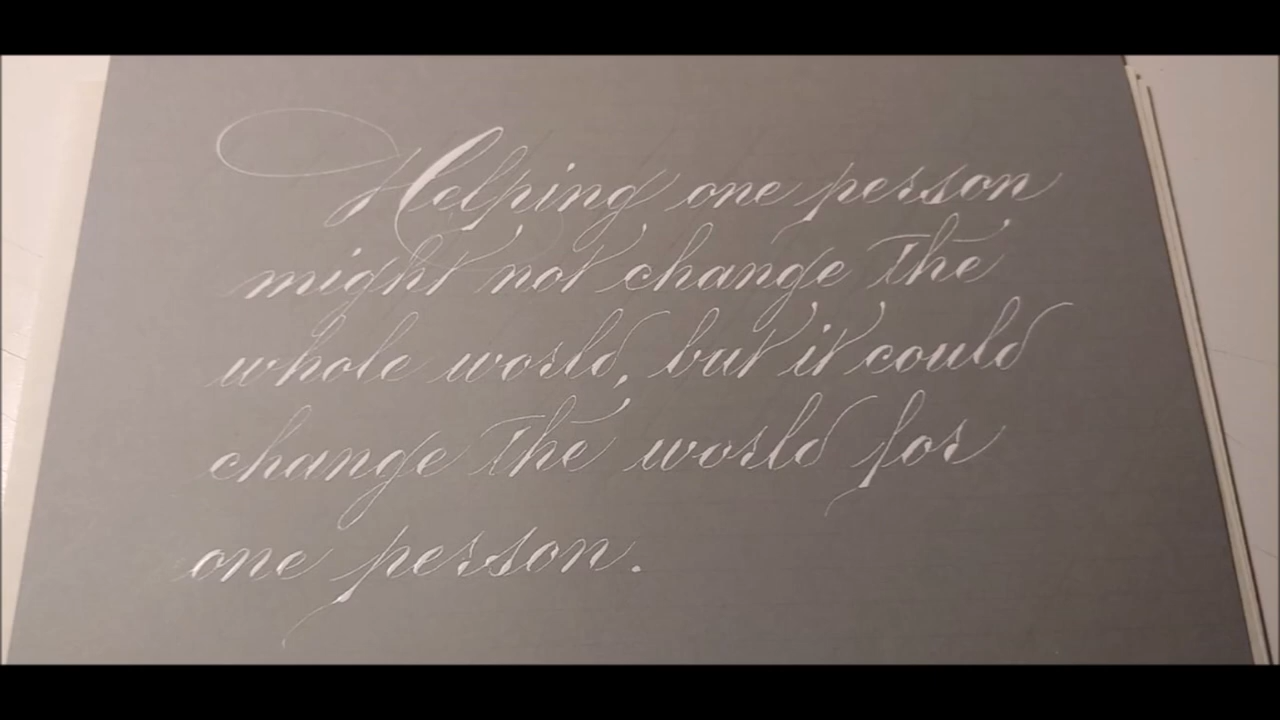 Helping one person
might not change the
whole world, but it could
change the world for
one person.